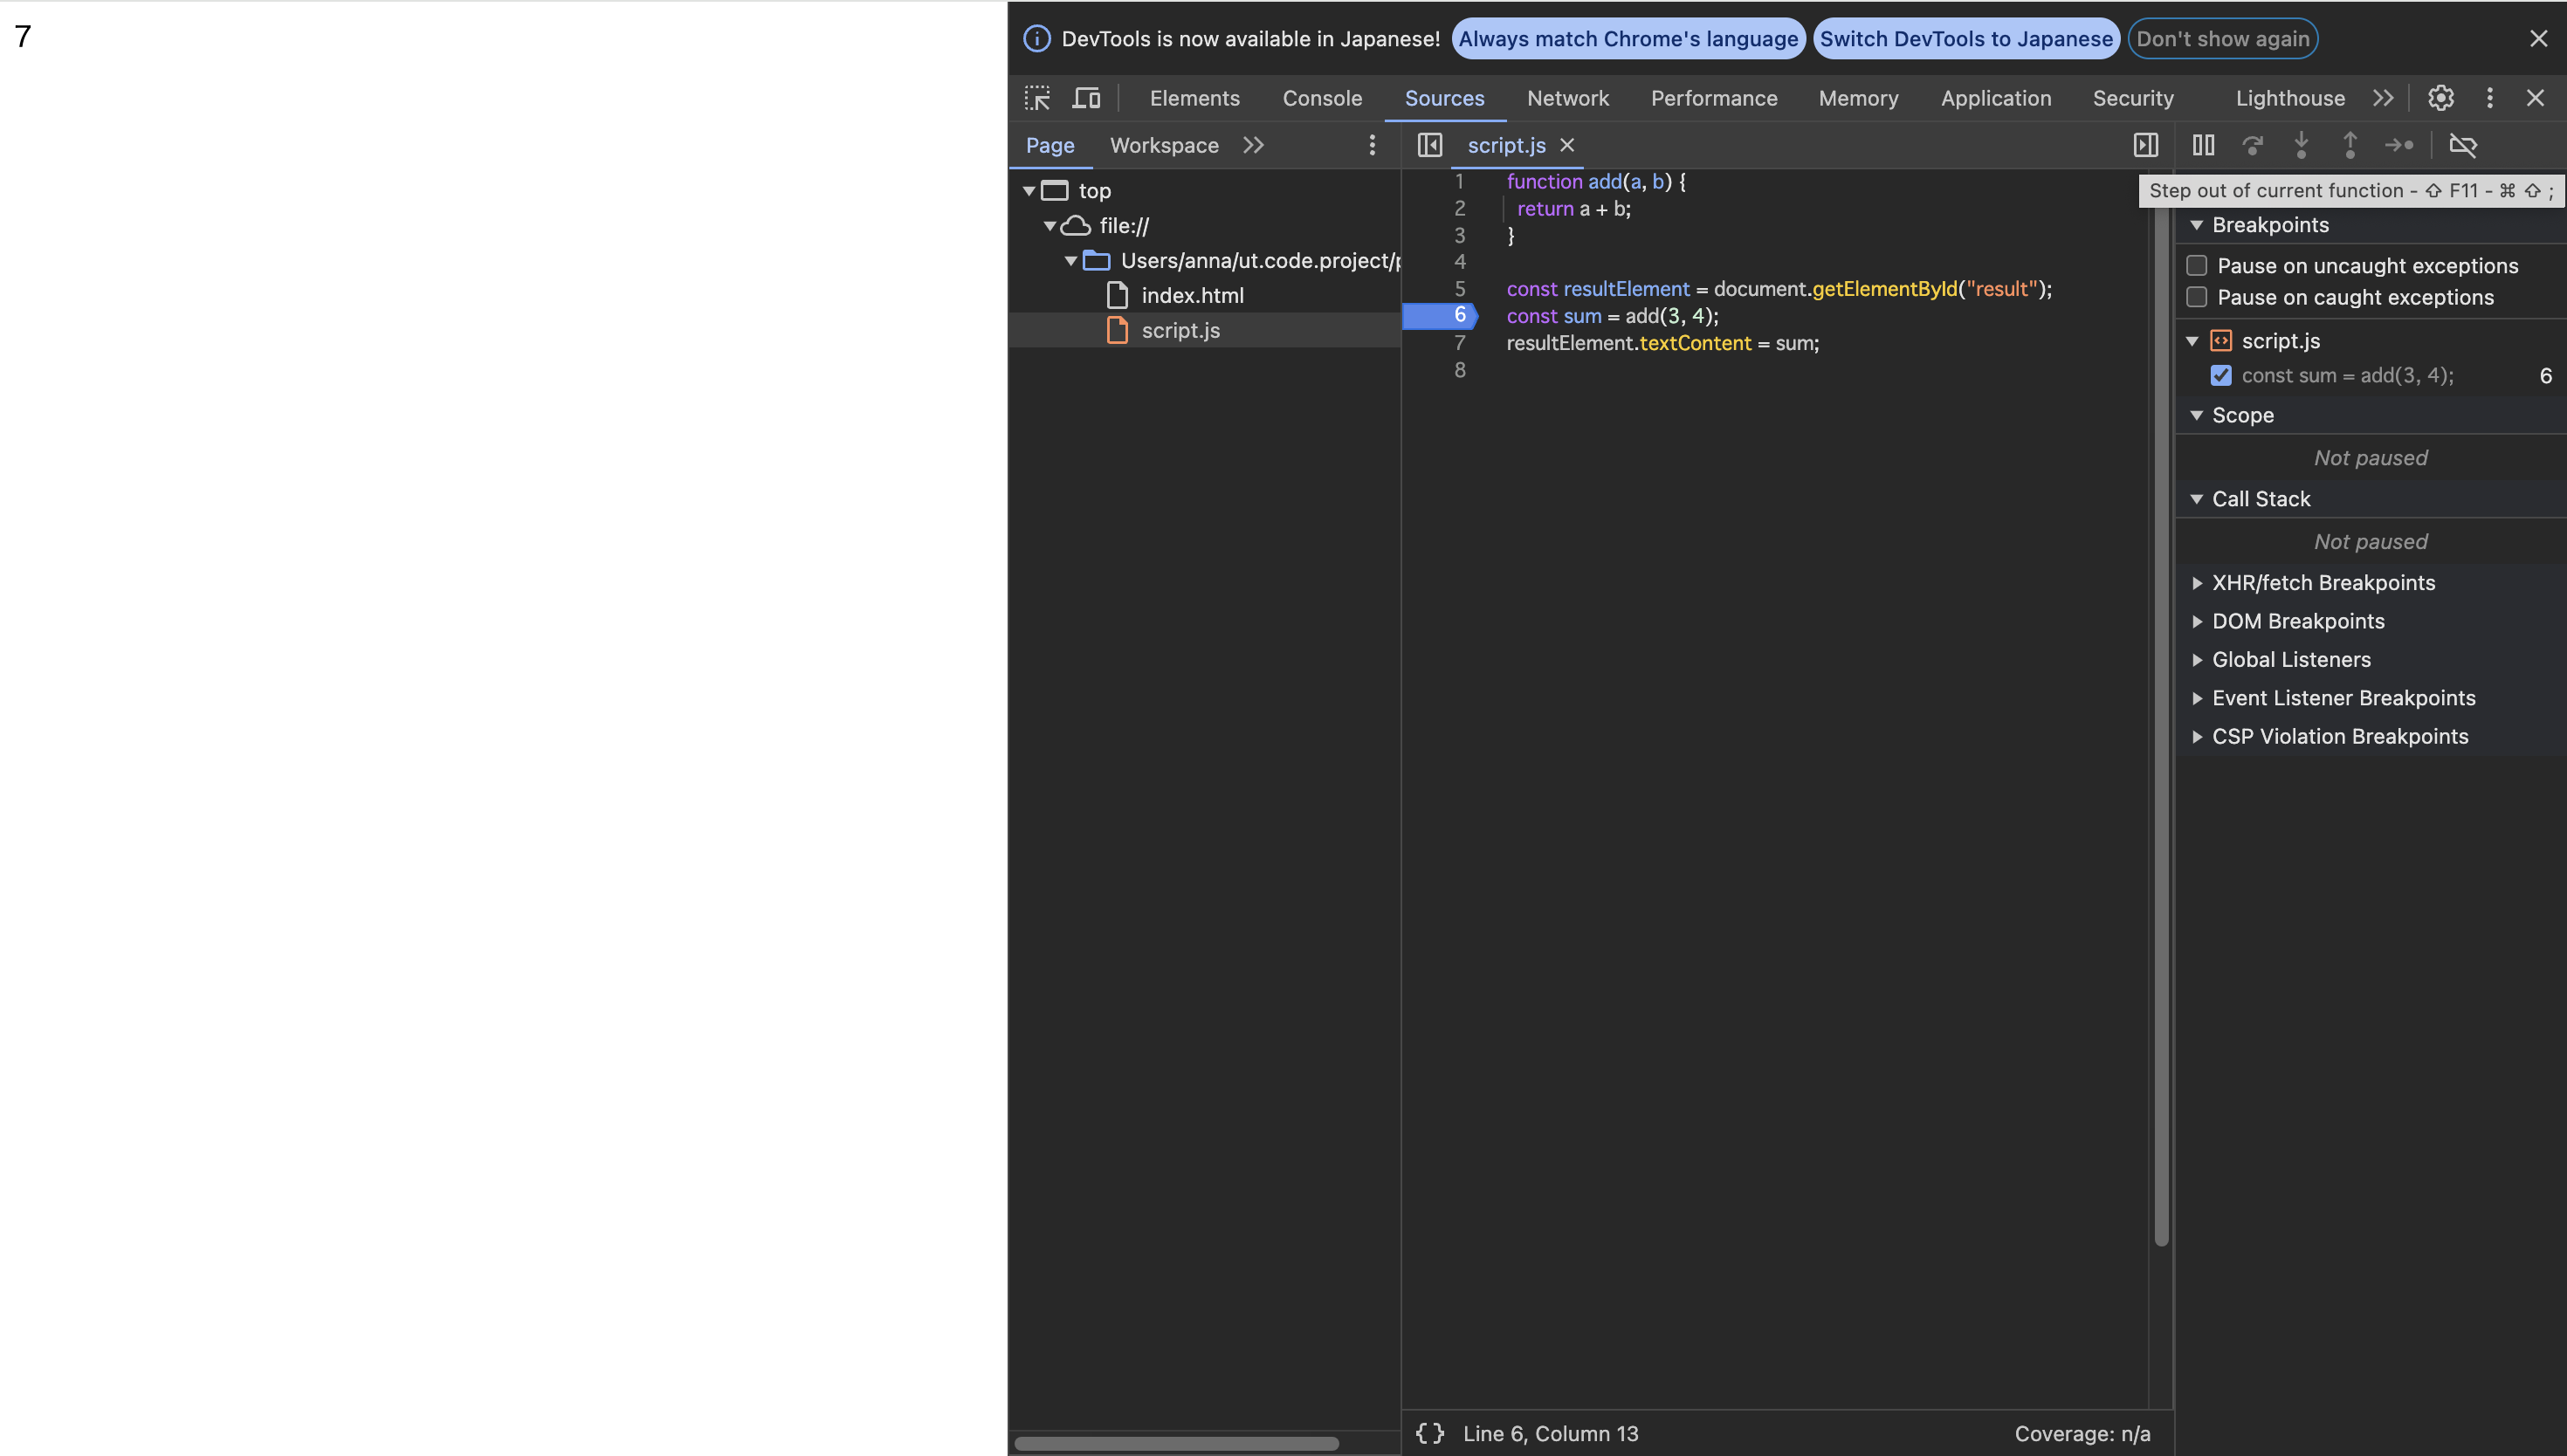 7
DevTools is now available in Japanese! Always match Chrome's language Switch DevTools to Japanese Don't show again
Elements Console Sources Network Performance Memory Application Security Lighthouse
Page Workspace
script.js
top
file://
Users/anna/ut.code.project/
index.html
script.js
1 function add(a, b) {
2 return a + b;
3 }
4
5 const resultElement = document.getElementById("result");
6 const sum = add(3, 4);
7 resultElement.textContent = sum;
8
{} Line 6, Column 13 Coverage: n/a
Step out of current function - ⇧ F11 - ⌘ ⇧ ;
Breakpoints
Pause on uncaught exceptions
Pause on caught exceptions
script.js
const sum = add(3, 4); 6
Scope
Not paused
Call Stack
Not paused
XHR/fetch Breakpoints
DOM Breakpoints
Global Listeners
Event Listener Breakpoints
CSP Violation Breakpoints